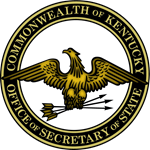 COMMONWEALTH OF KENTUCKY
OFFICE OF SECRETARY OF STATE